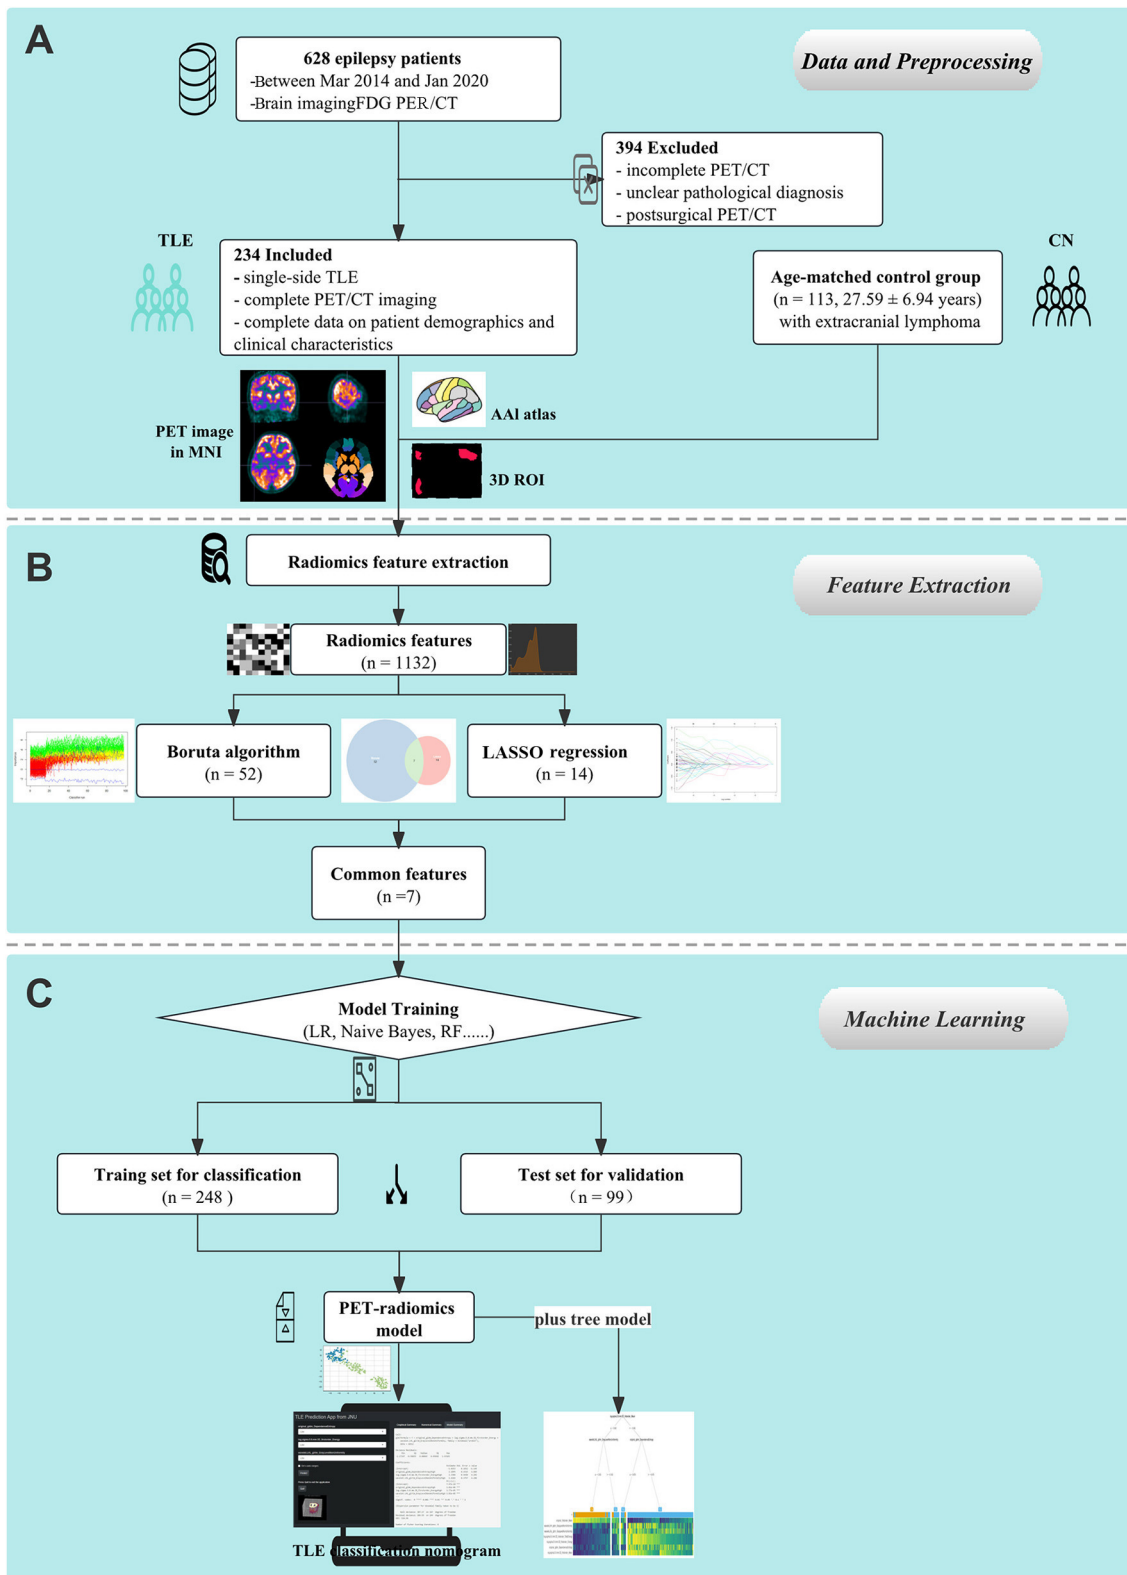 A
Data and Preprocessing
628 epilepsy patients
-Between Mar 2014 and Jan 2020
-Brain imagingFDG PER/CT
394 Excluded
- incomplete PET/CT
- unclear pathological diagnosis
- postsurgical PET/CT
TLE
234 Included
- single-side TLE
- complete PET/CT imaging
- complete data on patient demographics and
clinical characteristics
CN
Age-matched control group
(n = 113, 27.59 ± 6.94 years)
with extracranial lymphoma
PET image
in MNI
AAl atlas
3D ROI
B
Feature Extraction
Radiomics feature extraction
Radiomics features
(n = 1132)
Boruta algorithm
(n = 52)
LASSO regression
(n = 14)
Common features
(n =7)
C
Machine Learning
Model Training
(LR, Naive Bayes, RF......)
Traing set for classification
(n = 248 )
Test set for validation
（n = 99）
PET-radiomics
model
plus tree model
TLE Prediction App from JNU
TLE classification nomogram